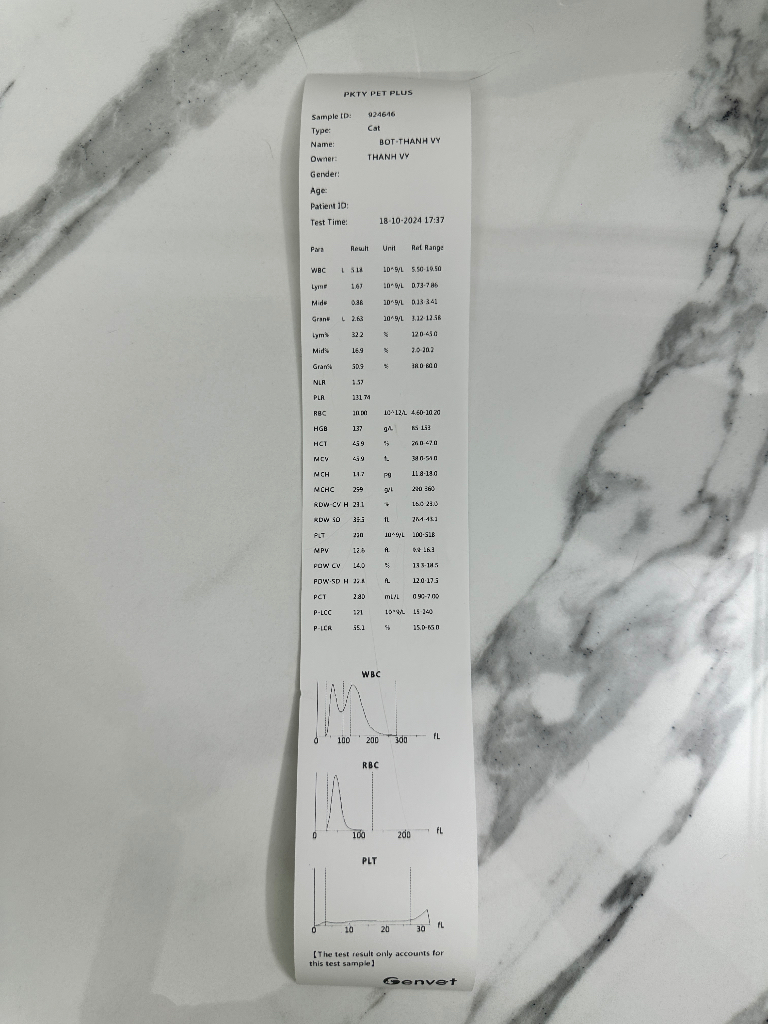 PKTY PET PLUS
Sample ID: 924646
Type: Cat
Name: BOT-THANH VY
Owner: THANH VY
Gender:
Age:
Patient ID:
Test Time: 18-10-2024 17:37
Para Result Unit Ref. Range
WBC L 5.18 10^9/L 5.50-19.50
Lym# 1.67 10^9/L 0.73-7.86
Mid# 0.88 10^9/L 0.13-3.41
Gran# L 2.63 10^9/L 3.12-12.58
Lym% 32.2 % 12.0-45.0
Mid% 16.9 % 2.0-20.2
Gran% 50.9 % 38.0-80.0
NLR 1.57
PLR 131.74
RBC 10.00 10^12/L 4.60-10.20
HGB 137 g/L 85-153
HCT 45.9 % 26.0-47.0
MCV 45.9 fL 38.0-54.0
MCH 13.7 pg 11.8-18.0
MCHC 299 g/L 290-360
RDW-CV H 23.1 % 16.0-23.0
RDW-SD 39.5 fL 26.4-43.1
PLT 220 10^9/L 100-518
MPV 12.6 fL 9.9-16.3
PDW-CV 14.0 % 13.3-18.5
PDW-SD H 22.8 fL 12.0-17.5
PCT 2.80 mL/L 0.90-7.00
P-LCC 121 10^9/L 15-240
P-LCR 55.2 % 15.0-65.0
WBC
0 100 200 300 fL
RBC
0 100 200 fL
PLT
0 10 20 30 fL
【The test result only accounts for
this test sample】
Genvet